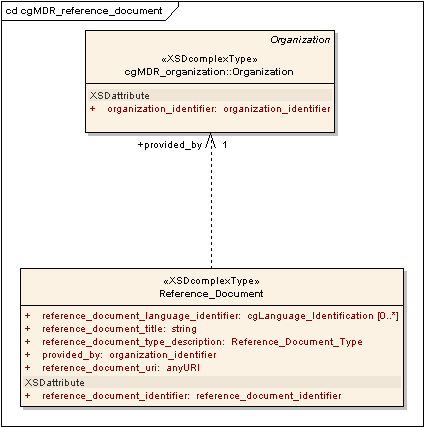 cd cgMDR_reference_document
Organization
«XSDcomplexType»
cgMDR_organization::Organization
XSDattribute
+ organization_identifier: organization_identifier
+provided_by 1
«XSDcomplexType»
Reference_Document
+ reference_document_language_identifier: cgLanguage_Identification [0..*]
+ reference_document_title: string
+ reference_document_type_description: Reference_Document_Type
+ provided_by: organization_identifier
+ reference_document_uri: anyURI
XSDattribute
+ reference_document_identifier: reference_document_identifier